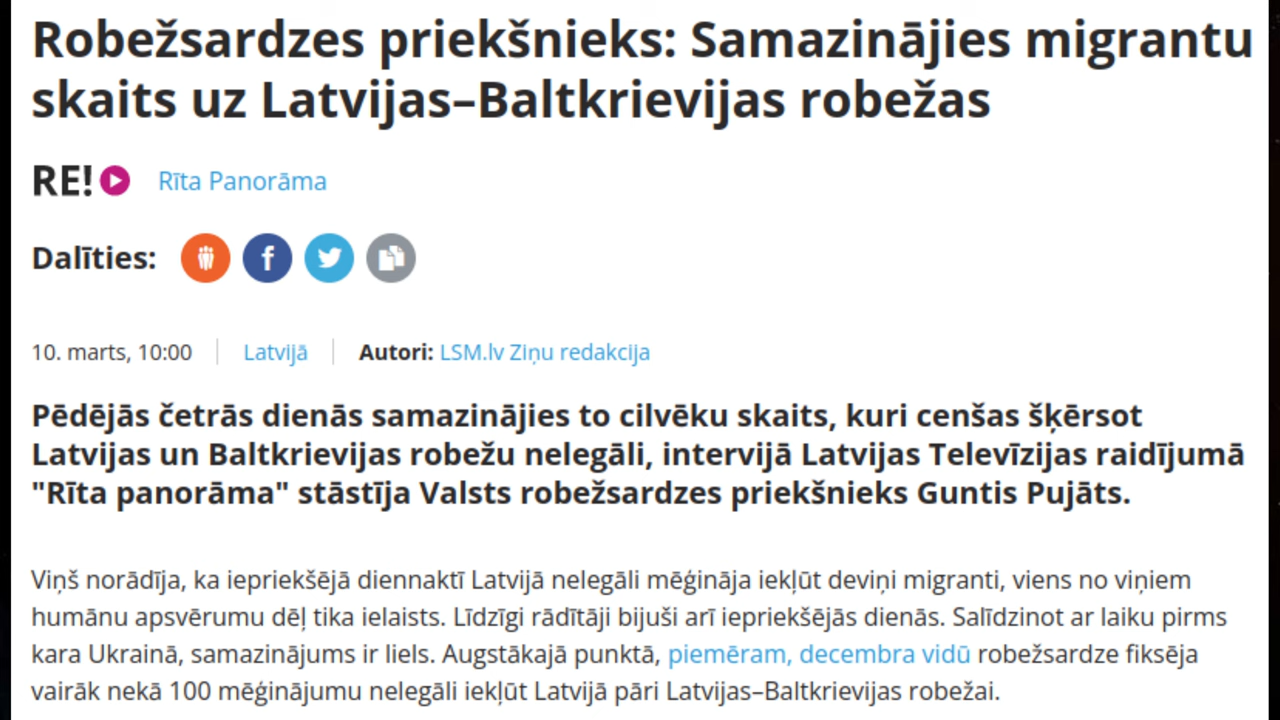 Robežsardzes priekšnieks: Samazinājies migrantu
skaits uz Latvijas–Baltkrievijas robežas
RE! Rīta Panorāma
Dalīties: f
10. marts, 10:00 Latvijā Autori: LSM.lv Ziņu redakcija
Pēdējās četrās dienās samazinājies to cilvēku skaits, kuri cenšas šķērsot
Latvijas un Baltkrievijas robežu nelegāli, intervijā Latvijas Televīzijas raidījumā
"Rīta panorāma" stāstīja Valsts robežsardzes priekšnieks Guntis Pujāts.
Viņš norādīja, ka iepriekšējā diennaktī Latvijā nelegāli mēģināja iekļūt deviņi migranti, viens no viņiem
humānu apsvērumu dēļ tika ielaists. Līdzīgi rādītāji bijuši arī iepriekšējās dienās. Salīdzinot ar laiku pirms
kara Ukrainā, samazinājums ir liels. Augstākajā punktā, piemēram, decembra vidū robežsardze fiksēja
vairāk nekā 100 mēģinājumu nelegāli iekļūt Latvijā pāri Latvijas–Baltkrievijas robežai.